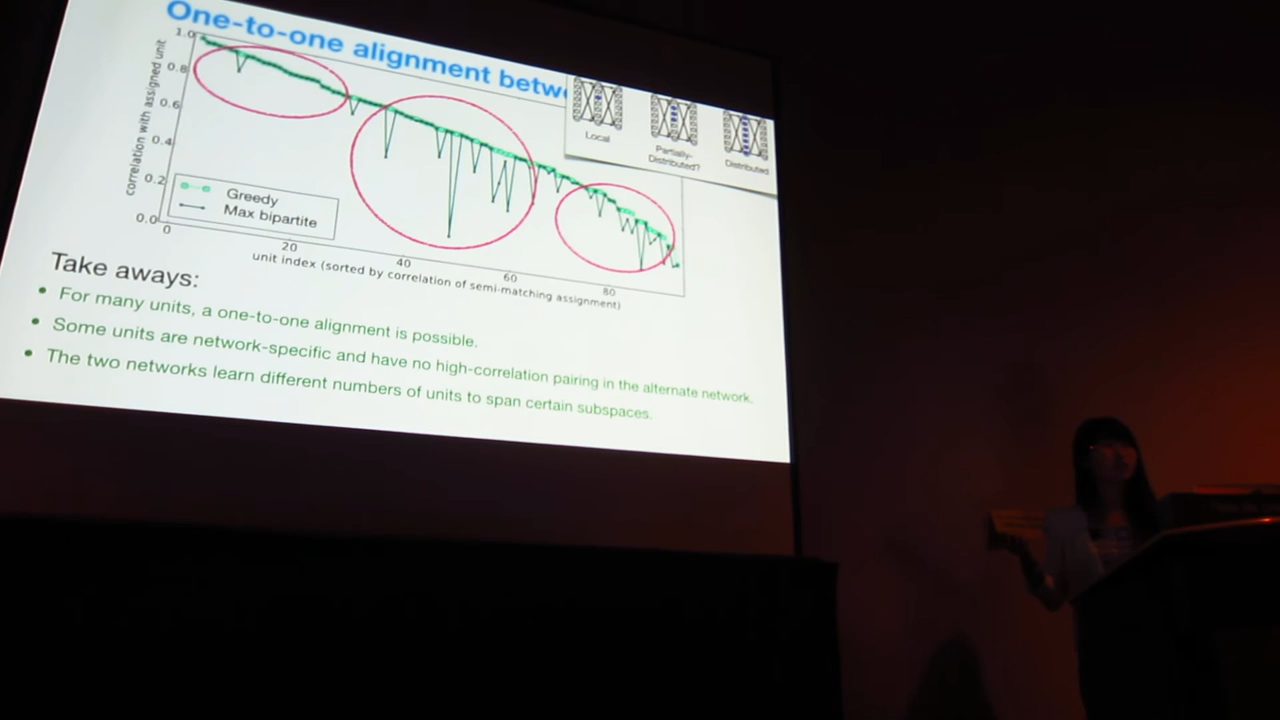 One-to-one alignment betw
correlation with assigned unit
1.0
0.8
0.6
0.4
0.2
0.0
Greedy
Max bipartite
0
20
40
60
80
unit index (sorted by correlation of semi-matching assignment)
Local
Partially-
Distributed?
Distributed
Take aways:
• For many units, a one-to-one alignment is possible.
• Some units are network-specific and have no high-correlation pairing in the alternate network.
• The two networks learn different numbers of units to span certain subspaces.